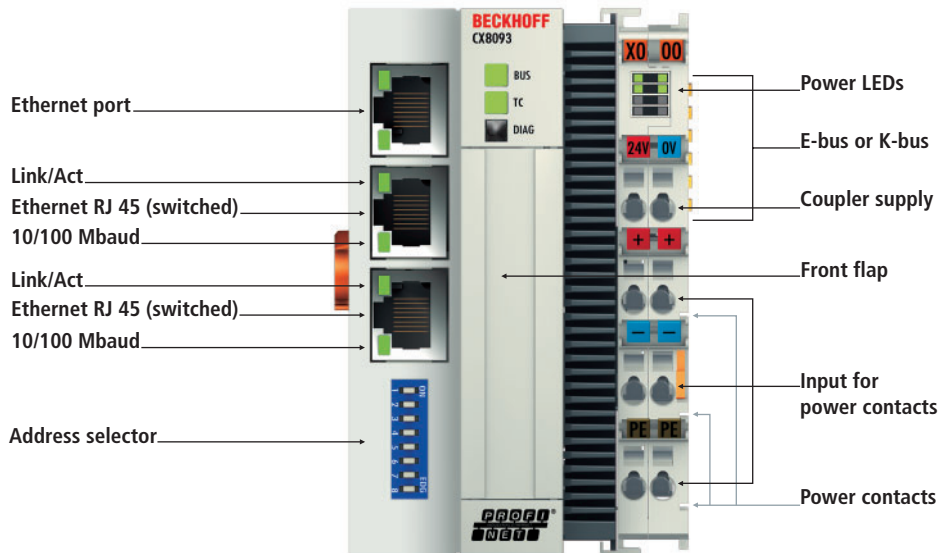 BECKHOFF
CX8093
BUS
TC
DIAG
X0 00
24V 0V
+ +
− −
PE PE
Ethernet port
Link/Act
Ethernet RJ 45 (switched)
10/100 Mbaud
Link/Act
Ethernet RJ 45 (switched)
10/100 Mbaud
Address selector
ON
1
2
3
4
5
6
7
8
EDG
PROFI®
NET
Power LEDs
E-bus or K-bus
Coupler supply
Front flap
Input for
power contacts
Power contacts